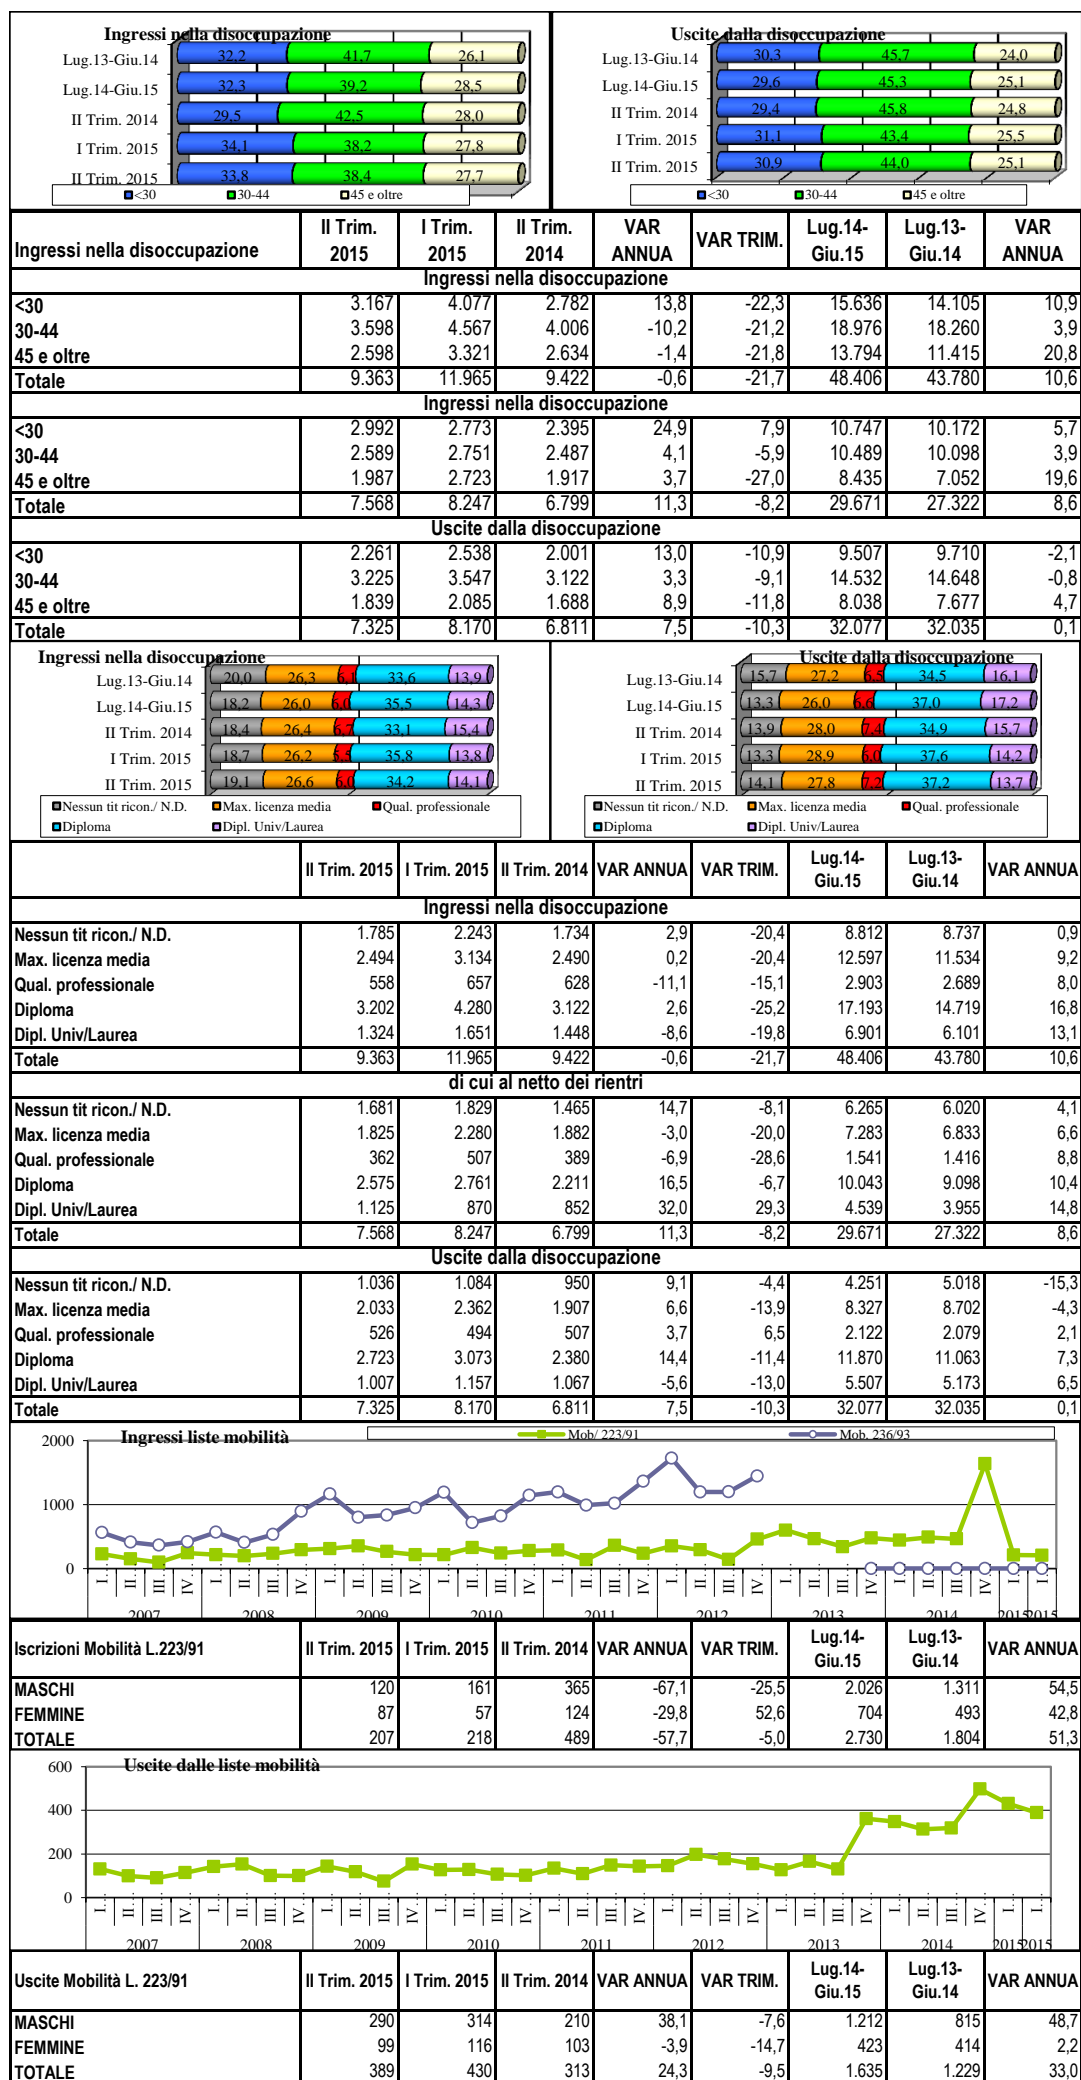 Ingressi nella disoccupazione
Lug.13-Giu.14 32,2 41,7 26,1
Lug.14-Giu.15 32,3 39,2 28,5
II Trim. 2014 29,5 42,5 28,0
I Trim. 2015 34,1 38,2 27,8
II Trim. 2015 33,8 38,4 27,7
<30 30-44 45 e oltre
Uscite dalla disoccupazione
Lug.13-Giu.14 30,3 45,7 24,0
Lug.14-Giu.15 29,6 45,3 25,1
II Trim. 2014 29,4 45,8 24,8
I Trim. 2015 31,1 43,4 25,5
II Trim. 2015 30,9 44,0 25,1
<30 30-44 45 e oltre
Ingressi nella disoccupazione II Trim. 2015 I Trim. 2015 II Trim. 2014 VAR ANNUA VAR TRIM. Lug.14-Giu.15 Lug.13-Giu.14 VAR ANNUA
Ingressi nella disoccupazione
<30 3.167 4.077 2.782 13,8 -22,3 15.636 14.105 10,9
30-44 3.598 4.567 4.006 -10,2 -21,2 18.976 18.260 3,9
45 e oltre 2.598 3.321 2.634 -1,4 -21,8 13.794 11.415 20,8
Totale 9.363 11.965 9.422 -0,6 -21,7 48.406 43.780 10,6
Ingressi nella disoccupazione
<30 2.992 2.773 2.395 24,9 7,9 10.747 10.172 5,7
30-44 2.589 2.751 2.487 4,1 -5,9 10.489 10.098 3,9
45 e oltre 1.987 2.723 1.917 3,7 -27,0 8.435 7.052 19,6
Totale 7.568 8.247 6.799 11,3 -8,2 29.671 27.322 8,6
Uscite dalla disoccupazione
<30 2.261 2.538 2.001 13,0 -10,9 9.507 9.710 -2,1
30-44 3.225 3.547 3.122 3,3 -9,1 14.532 14.648 -0,8
45 e oltre 1.839 2.085 1.688 8,9 -11,8 8.038 7.677 4,7
Totale 7.325 8.170 6.811 7,5 -10,3 32.077 32.035 0,1
Ingressi nella disoccupazione
Lug.13-Giu.14 20,0 26,3 6,1 33,6 13,9
Lug.14-Giu.15 18,2 26,0 6,0 35,5 14,3
II Trim. 2014 18,4 26,4 6,7 33,1 15,4
I Trim. 2015 18,7 26,2 5,5 35,8 13,8
II Trim. 2015 19,1 26,6 6,0 34,2 14,1
Nessun tit ricon./ N.D. Max. licenza media Qual. professionale
Diploma Dipl. Univ/Laurea
Uscite dalla disoccupazione
Lug.13-Giu.14 15,7 27,2 6,5 34,5 16,1
Lug.14-Giu.15 13,3 26,0 6,6 37,0 17,2
II Trim. 2014 13,9 28,0 7,4 34,9 15,7
I Trim. 2015 13,3 28,9 6,0 37,6 14,2
II Trim. 2015 14,1 27,8 7,2 37,2 13,7
Nessun tit ricon./ N.D. Max. licenza media Qual. professionale
Diploma Dipl. Univ/Laurea
II Trim. 2015 I Trim. 2015 II Trim. 2014 VAR ANNUA VAR TRIM. Lug.14-Giu.15 Lug.13-Giu.14 VAR ANNUA
Ingressi nella disoccupazione
Nessun tit ricon./ N.D. 1.785 2.243 1.734 2,9 -20,4 8.812 8.737 0,9
Max. licenza media 2.494 3.134 2.490 0,2 -20,4 12.597 11.534 9,2
Qual. professionale 558 657 628 -11,1 -15,1 2.903 2.689 8,0
Diploma 3.202 4.280 3.122 2,6 -25,2 17.193 14.719 16,8
Dipl. Univ/Laurea 1.324 1.651 1.448 -8,6 -19,8 6.901 6.101 13,1
Totale 9.363 11.965 9.422 -0,6 -21,7 48.406 43.780 10,6
di cui al netto dei rientri
Nessun tit ricon./ N.D. 1.681 1.829 1.465 14,7 -8,1 6.265 6.020 4,1
Max. licenza media 1.825 2.280 1.882 -3,0 -20,0 7.283 6.833 6,6
Qual. professionale 362 507 389 -6,9 -28,6 1.541 1.416 8,8
Diploma 2.575 2.761 2.211 16,5 -6,7 10.043 9.098 10,4
Dipl. Univ/Laurea 1.125 870 852 32,0 29,3 4.539 3.955 14,8
Totale 7.568 8.247 6.799 11,3 -8,2 29.671 27.322 8,6
Uscite dalla disoccupazione
Nessun tit ricon./ N.D. 1.036 1.084 950 9,1 -4,4 4.251 5.018 -15,3
Max. licenza media 2.033 2.362 1.907 6,6 -13,9 8.327 8.702 -4,3
Qual. professionale 526 494 507 3,7 6,5 2.122 2.079 2,1
Diploma 2.723 3.073 2.380 14,4 -11,4 11.870 11.063 7,3
Dipl. Univ/Laurea 1.007 1.157 1.067 -5,6 -13,0 5.507 5.173 6,5
Totale 7.325 8.170 6.811 7,5 -10,3 32.077 32.035 0,1
Ingressi liste mobilità
Mob/ 223/91 Mob. 236/93
2000
1000
0
I.. II.. III.. IV.. I.. II.. III.. IV.. I.. II.. III.. IV.. I.. II.. III.. IV.. I.. II.. III.. IV.. I.. II.. III.. IV.. I.. II.. III.. IV.. I.. II.. III.. IV.. I.. I..
2007 2008 2009 2010 2011 2012 2013 2014 2015 2015
Iscrizioni Mobilità L.223/91 II Trim. 2015 I Trim. 2015 II Trim. 2014 VAR ANNUA VAR TRIM. Lug.14-Giu.15 Lug.13-Giu.14 VAR ANNUA
MASCHI 120 161 365 -67,1 -25,5 2.026 1.311 54,5
FEMMINE 87 57 124 -29,8 52,6 704 493 42,8
TOTALE 207 218 489 -57,7 -5,0 2.730 1.804 51,3
Uscite dalle liste mobilità
600
400
200
0
I.. II.. III.. IV.. I.. II.. III.. IV.. I.. II.. III.. IV.. I.. II.. III.. IV.. I.. II.. III.. IV.. I.. II.. III.. IV.. I.. II.. III.. IV.. I.. II.. III.. IV.. I.. I..
2007 2008 2009 2010 2011 2012 2013 2014 2015 2015
Uscite Mobilità L. 223/91 II Trim. 2015 I Trim. 2015 II Trim. 2014 VAR ANNUA VAR TRIM. Lug.14-Giu.15 Lug.13-Giu.14 VAR ANNUA
MASCHI 290 314 210 38,1 -7,6 1.212 815 48,7
FEMMINE 99 116 103 -3,9 -14,7 423 414 2,2
TOTALE 389 430 313 24,3 -9,5 1.635 1.229 33,0